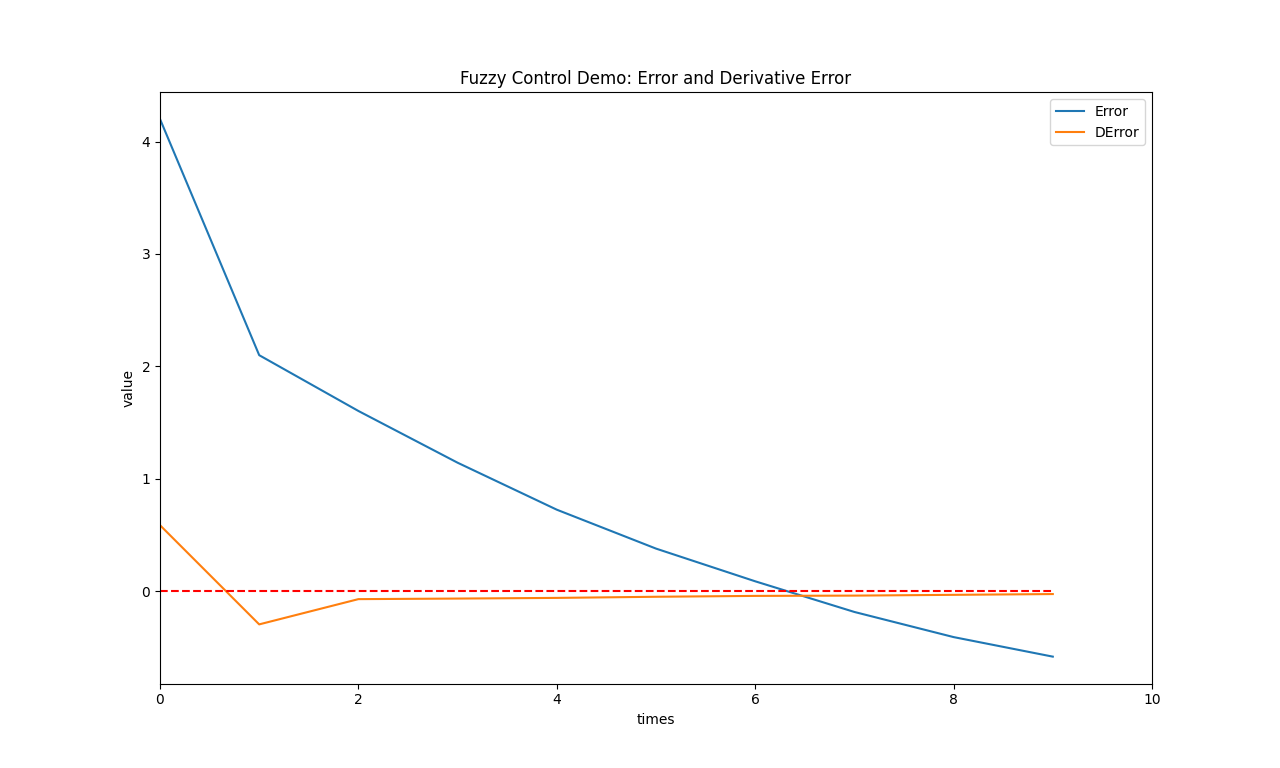 Fuzzy Control Demo: Error and Derivative Error
Error
DError
4
3
2
1
0
value
0 2 4 6 8 10
times